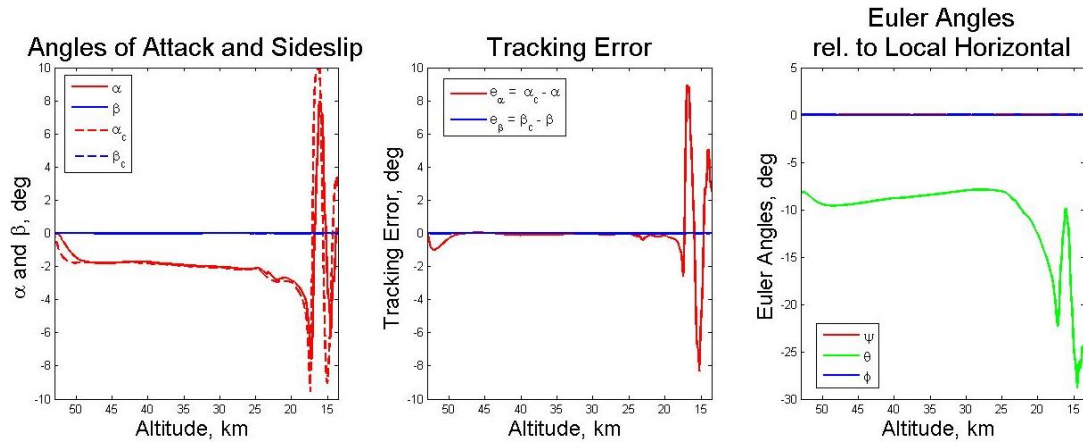 Angles of Attack and Sideslip
10
8
6
4
2
0
-2
-4
-6
-8
-10
α and β, deg
α
β
α_c
β_c
50 45 40 35 30 25 20 15
Altitude, km
Tracking Error
10
8
6
4
2
0
-2
-4
-6
-8
-10
Tracking Error, deg
e_α = α_c - α
e_β = β_c - β
50 45 40 35 30 25 20 15
Altitude, km
Euler Angles
rel. to Local Horizontal
5
0
-5
-10
-15
-20
-25
-30
Euler Angles, deg
ψ
θ
ϕ
50 45 40 35 30 25 20 15
Altitude, km